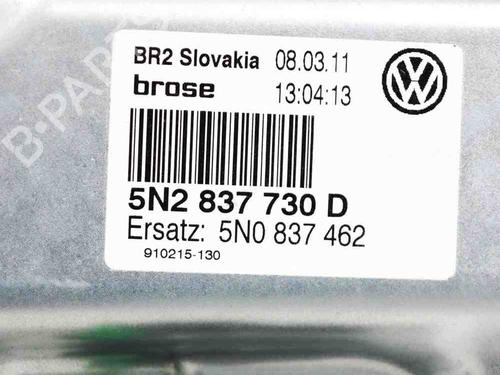 BR2 Slovakia 08.03.11
brose 13:04:13
5N2 837 730 D
Ersatz: 5N0 837 462
910215-130
B-PARTS